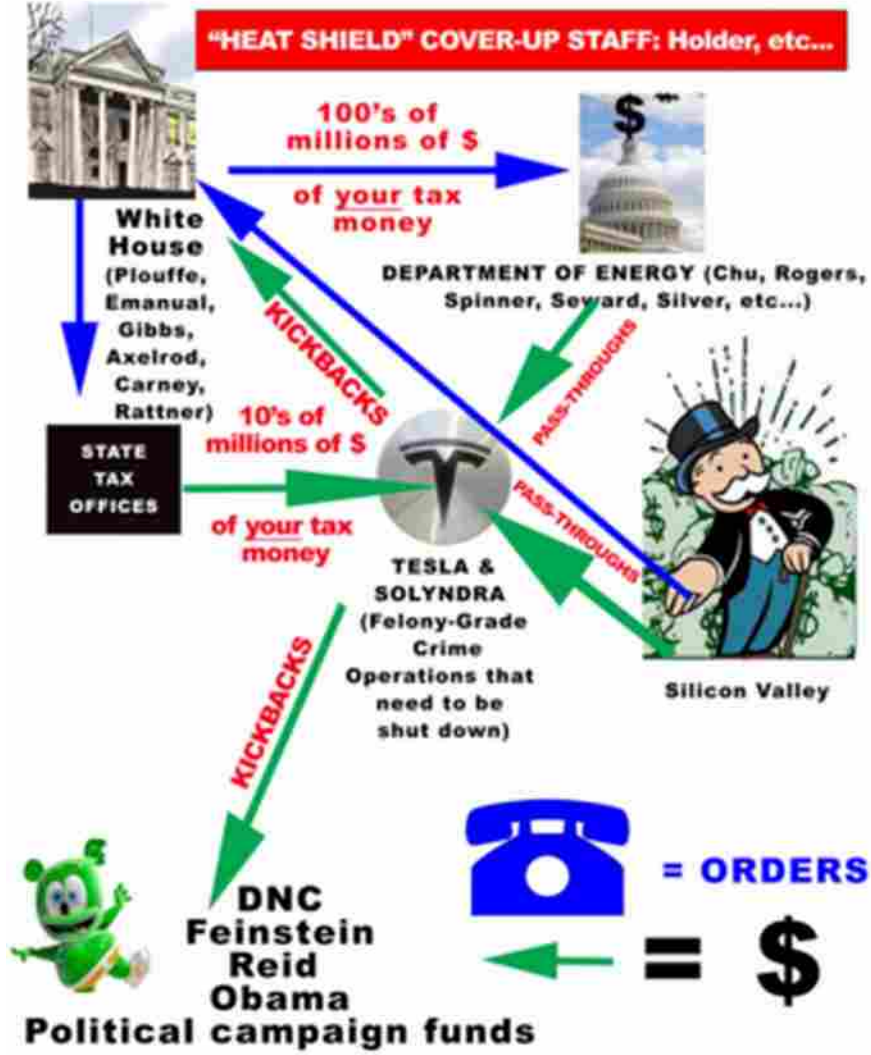 “HEAT SHIELD” COVER-UP STAFF: Holder, etc...
100's of
millions of $
of your tax
money
$
White
House
(Plouffe,
Emanual,
Gibbs,
Axelrod,
Carney,
Rattner)
DEPARTMENT OF ENERGY (Chu, Rogers,
Spinner, Seward, Silver, etc...)
KICKBACKS
PASS-THROUGHS
STATE
TAX
OFFICES
10's of
millions of $
of your tax
money
PASS-THROUGHS
TESLA &
SOLYNDRA
(Felony-Grade
Crime
Operations that
need to be
shut down)
Silicon Valley
KICKBACKS
= ORDERS
DNC
Feinstein
Reid
Obama
Political campaign funds
= $